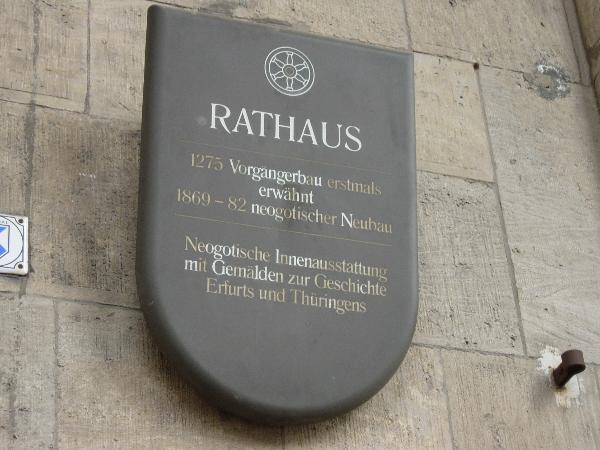 RATHAUS
1275 Vorgängerbau erstmals
erwähnt
1869 – 82 neogotischer Neubau
Neogotische Innenausstattung
mit Gemälden zur Geschichte
Erfurts und Thüringens